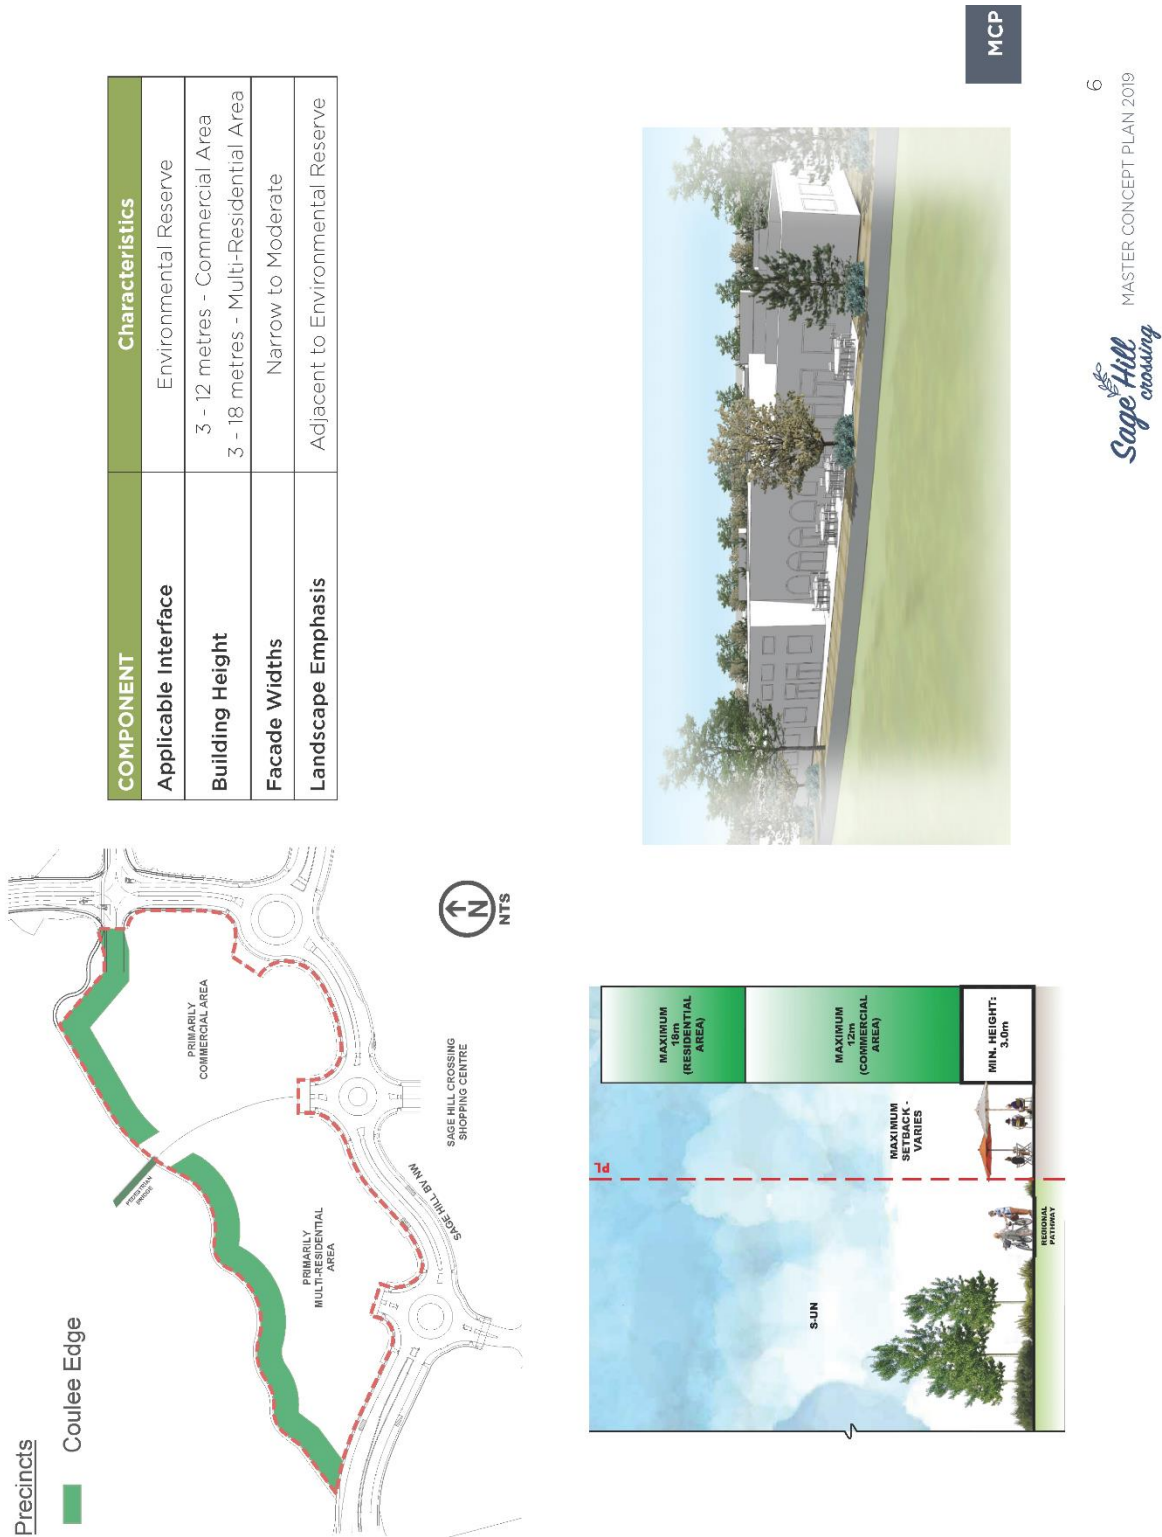 Precincts
Coulee Edge
PEDESTRIAN
BRIDGE
PRIMARILY
COMMERCIAL AREA
PRIMARILY
MULTI-RESIDENTIAL
AREA
SAGE HILL BV NW
SAGE HILL CROSSING
SHOPPING CENTRE
N
NTS
COMPONENT Characteristics
Applicable Interface Environmental Reserve
Building Height 3 - 12 metres - Commercial Area
3 - 18 metres - Multi-Residential Area
Facade Widths Narrow to Moderate
Landscape Emphasis Adjacent to Environmental Reserve
PL
MAXIMUM
18m
(RESIDENTIAL
AREA)
MAXIMUM
12m
(COMMERCIAL
AREA)
MAXIMUM
SETBACK -
VARIES
MIN. HEIGHT:
3.0m
S-UN
REGIONAL
PATHWAY
MCP
Sage Hill
crossing
MASTER CONCEPT PLAN 2019
6